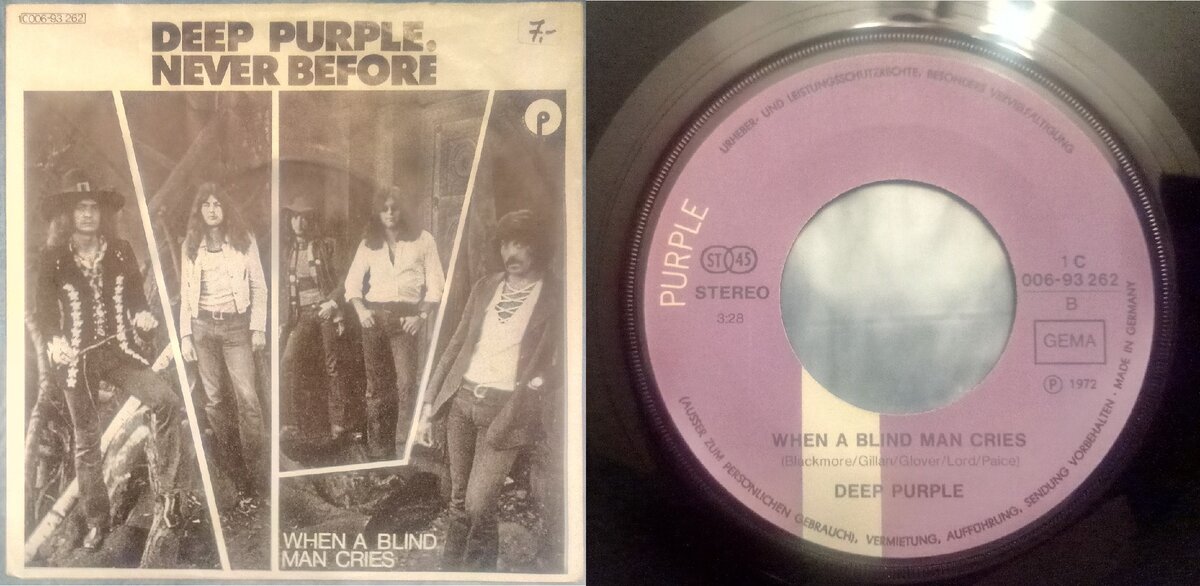 1C006-93 262
7,-
DEEP PURPLE.
NEVER BEFORE
P
WHEN A BLIND
MAN CRIES
URHEBER- UND LEISTUNGSSCHUTZRECHTE, BESONDERS VERVIELFÄLTIGUNG
PURPLE
ST 45
STEREO
3:28
1 C
006-93 262
B
GEMA
Ⓟ 1972
WHEN A BLIND MAN CRIES
(Blackmore/Gillan/Glover/Lord/Paice)
DEEP PURPLE
(AUSSER ZUM PERSÖNLICHEN GEBRAUCH), VERMIETUNG, AUFFÜHRUNG, SENDUNG VORBEHALTEN · MADE IN GERMANY